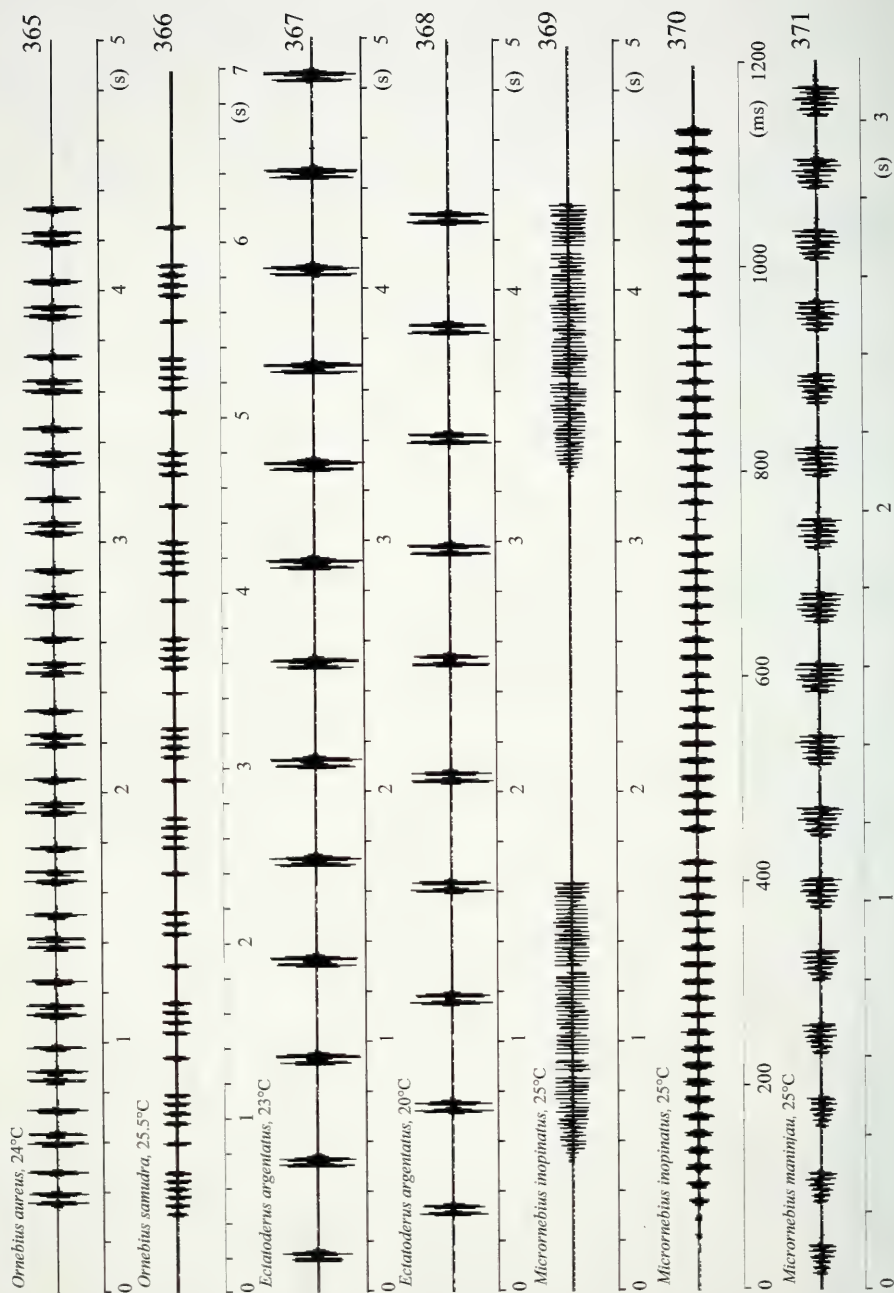 Ornebius aureus, 24°C
365
0 1 2 3 4 5
(s)
Ornebius samudra, 25.5°C
366
0 1 2 3 4 5 6 7
(s)
Ectatoderus argentatus, 23°C
367
0 1 2 3 4 5
(s)
Ectatoderus argentatus, 20°C
368
0 1 2 3 4 5
(s)
Micrornebius inopinatus, 25°C
369
0 1 2 3 4 5
(s)
Micrornebius inopinatus, 25°C
370
0 200 400 600 800 1000 1200
(ms)
Micrornebius maninjau, 25°C
371
0 1 2 3
(s)